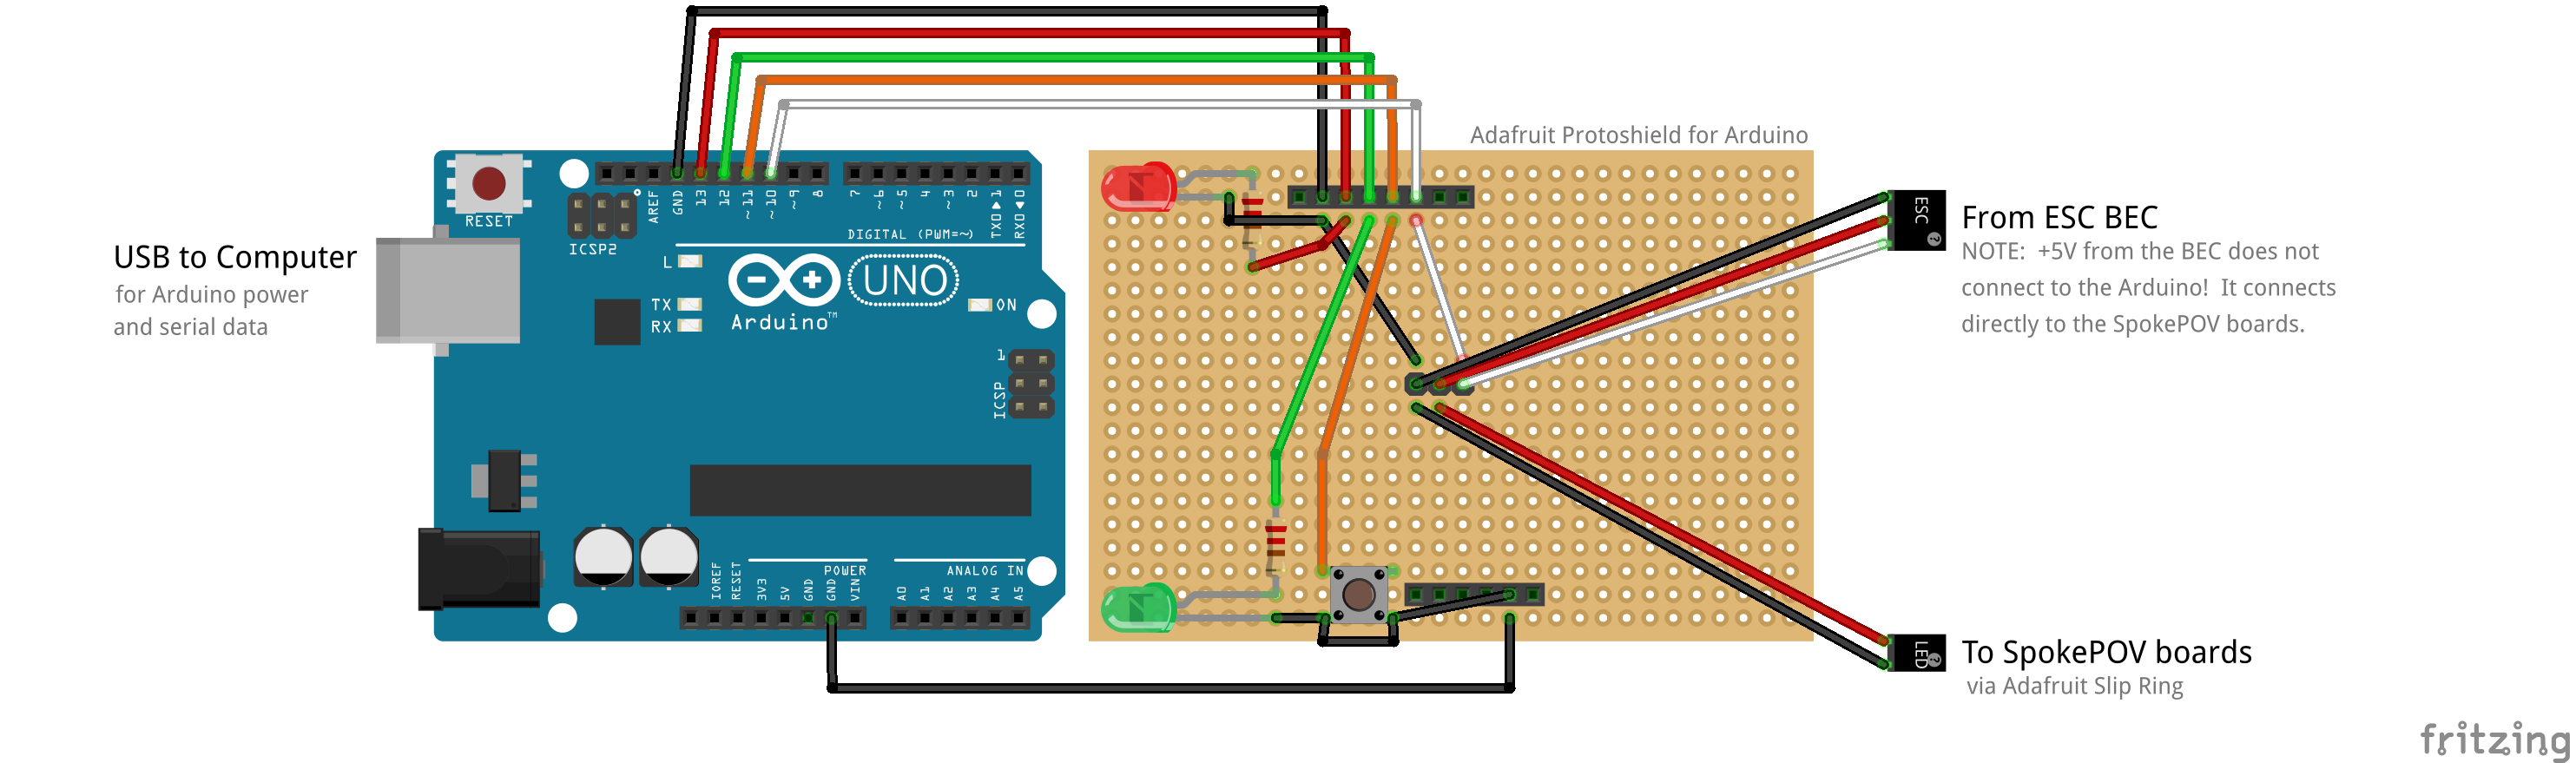 Adafruit Protoshield for Arduino
RESET
ICSP2
AREF
GND
13
12
~11
~10
~9
8
7
~6
~5
4
~3
2
TX0▶1
RX0◀0
DIGITAL (PWM=~)
L
TX
RX
Arduino™
UNO
ON
1
ICSP
IOREF
RESET
3V3
5V
GND
GND
VIN
POWER
ANALOG IN
A0
A1
A2
A3
A4
A5
USB to Computer
for Arduino power
and serial data
ESC
From ESC BEC
NOTE: +5V from the BEC does not
connect to the Arduino! It connects
directly to the SpokePOV boards.
LED
To SpokePOV boards
via Adafruit Slip Ring
fritzing